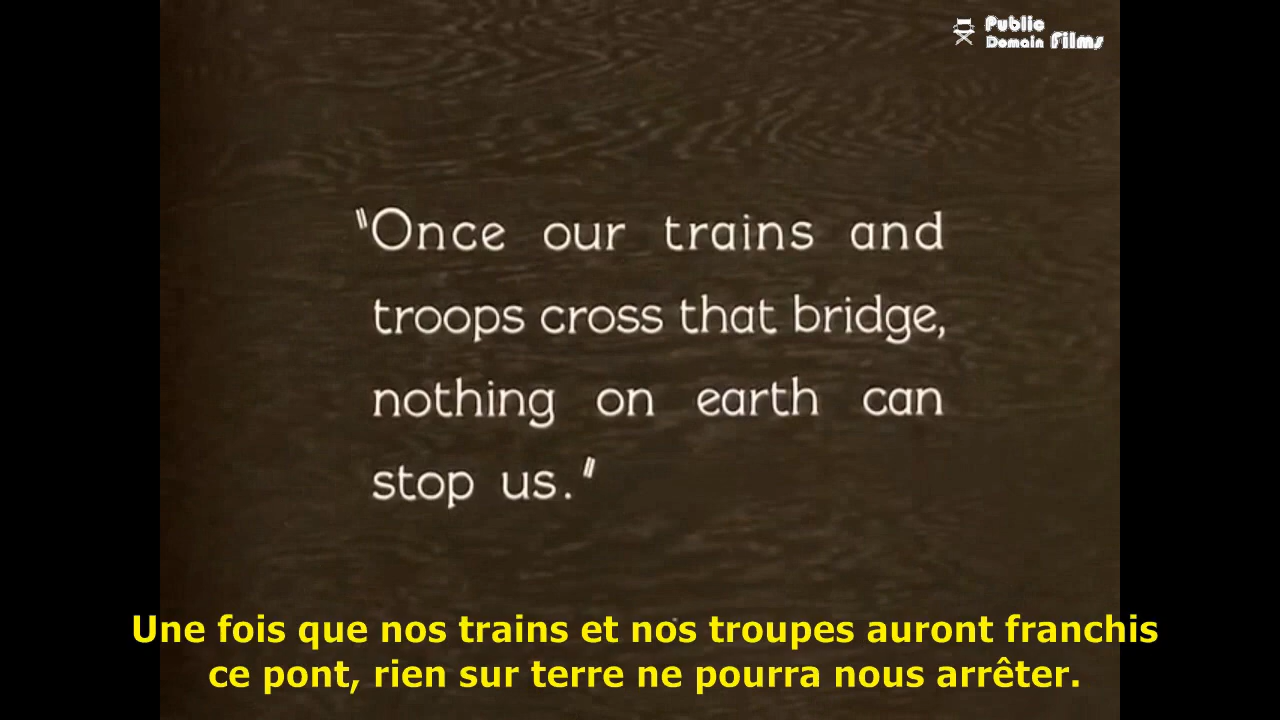 Public
Domain Films
"Once our trains and
troops cross that bridge,
nothing on earth can
stop us."
Une fois que nos trains et nos troupes auront franchis
ce pont, rien sur terre ne pourra nous arrêter.